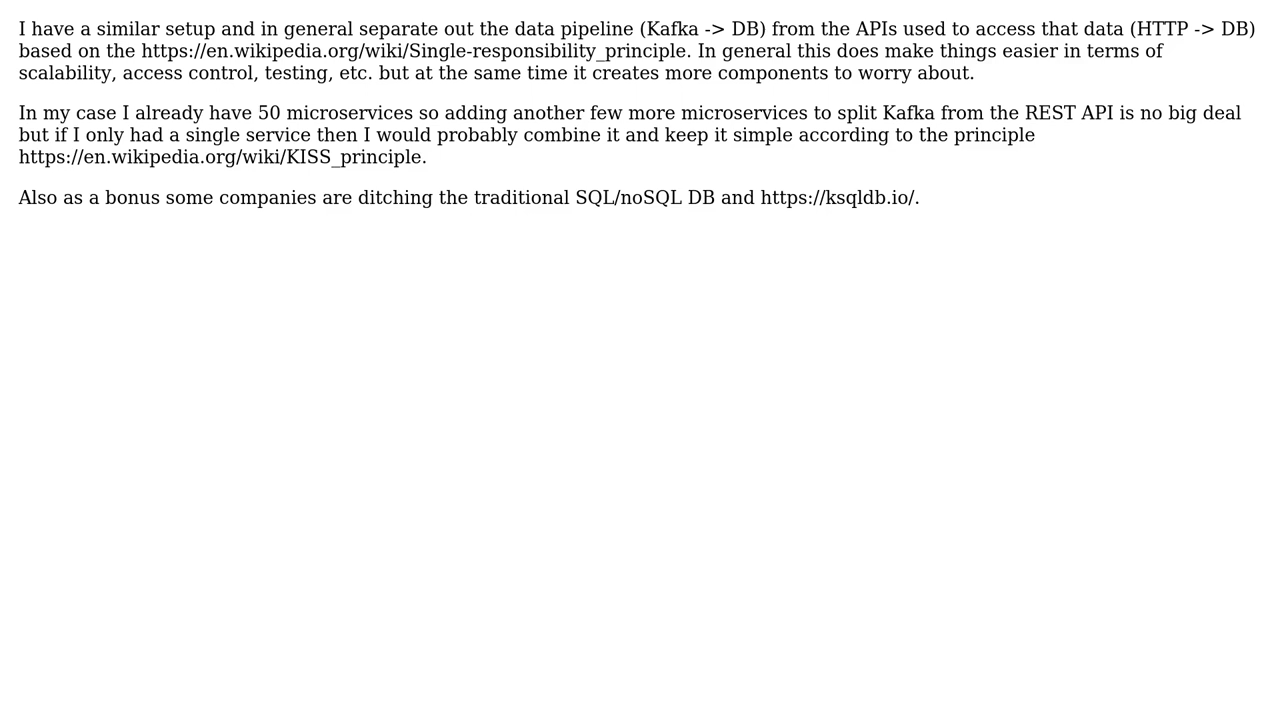 I have a similar setup and in general separate out the data pipeline (Kafka -> DB) from the APIs used to access that data (HTTP -> DB)
based on the https://en.wikipedia.org/wiki/Single-responsibility_principle. In general this does make things easier in terms of
scalability, access control, testing, etc. but at the same time it creates more components to worry about.
In my case I already have 50 microservices so adding another few more microservices to split Kafka from the REST API is no big deal
but if I only had a single service then I would probably combine it and keep it simple according to the principle
https://en.wikipedia.org/wiki/KISS_principle.
Also as a bonus some companies are ditching the traditional SQL/noSQL DB and https://ksqldb.io/.